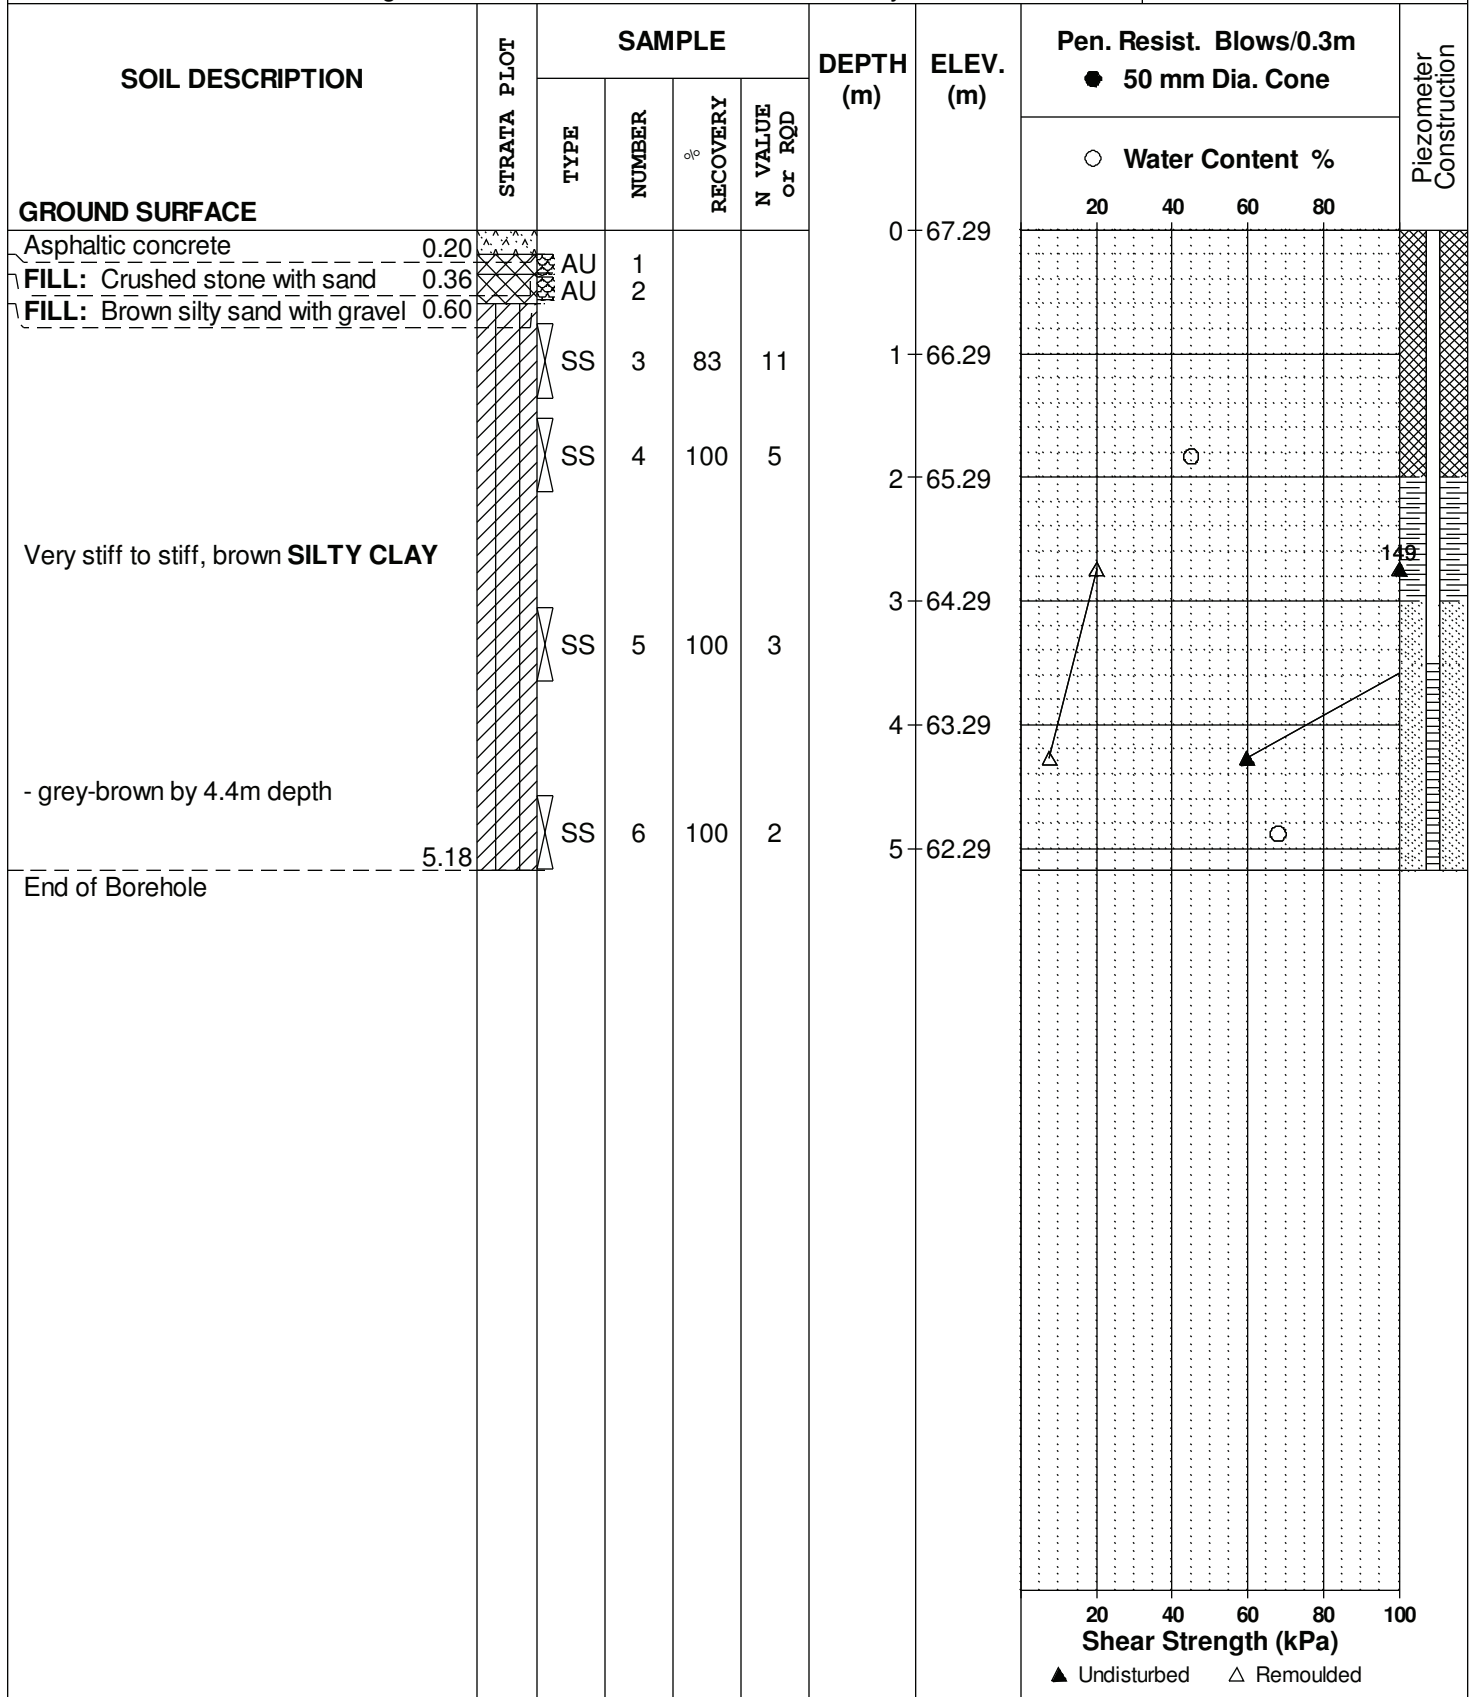 SOIL DESCRIPTION
GROUND SURFACE
STRATA PLOT
SAMPLE
TYPE
NUMBER
% RECOVERY
N VALUE or RQD
DEPTH (m)
ELEV. (m)
Pen. Resist. Blows/0.3m
● 50 mm Dia. Cone
○ Water Content %
20 40 60 80
Piezometer Construction
0 67.29
Asphaltic concrete 0.20
AU 1
FILL: Crushed stone with sand 0.36
AU 2
FILL: Brown silty sand with gravel 0.60
SS 3 83 11
1 66.29
SS 4 100 5
2 65.29
Very stiff to stiff, brown SILTY CLAY
149
3 64.29
SS 5 100 3
4 63.29
- grey-brown by 4.4m depth
SS 6 100 2
5 62.29
5.18
End of Borehole
20 40 60 80 100
Shear Strength (kPa)
▲ Undisturbed △ Remoulded